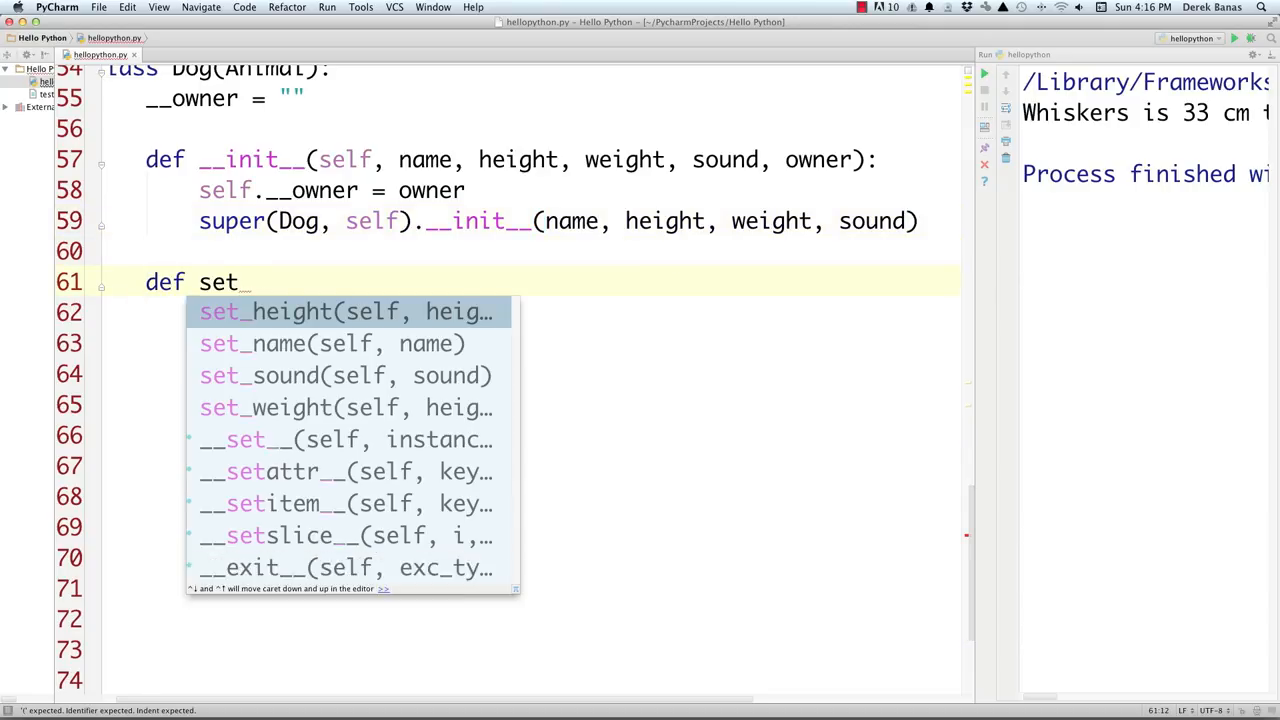 PyCharm File Edit View Navigate Code Refactor Run Tools VCS Window Help 10 Sun 4:16 PM Derek Banas
hellopython.py - Hello Python - [~/PycharmProjects/Hello Python]
Hello Python hellopython.py hellopython
hellopython.py Run hellopython
Hello P
hello
test
Externa
54 lass Dog(Animal):
55 __owner = ""
56
57 def __init__(self, name, height, weight, sound, owner):
58 self.__owner = owner
59 super(Dog, self).__init__(name, height, weight, sound)
60
61 def set_
62
63
64
65
66
67
68
69
70
71
72
73
74
set_height(self, heig…
set_name(self, name)
set_sound(self, sound)
set_weight(self, heig…
__set__(self, instanc…
__setattr__(self, key…
__setitem__(self, key…
__setslice__(self, i,…
__exit__(self, exc_ty…
^↓ and ^↑ will move caret down and up in the editor >>
/Library/Frameworks
Whiskers is 33 cm t
Process finished wi
'(' expected. Identifier expected. Indent expected. 61:12 LF UTF-8